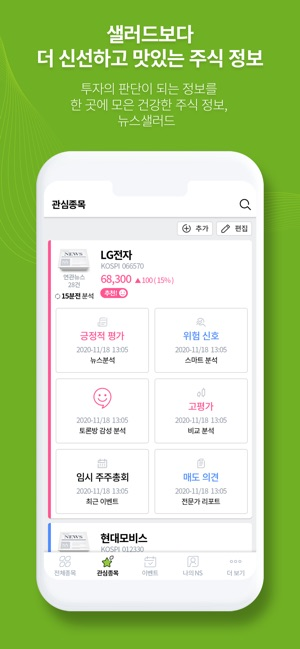 샐러드보다
더 신선하고 맛있는 주식 정보
투자의 판단이 되는 정보를
한 곳에 모은 건강한 주식 정보,
뉴스샐러드
관심종목
추가
편집
NEWS
LG전자
KOSPI 066570
연관뉴스
28건
68,300 ▲100 ( 15% )
15분전 분석
추천!
긍정적 평가
2020-11/18 13:05
뉴스분석
위험 신호
2020-11/18 13:05
스마트 분석
2020-11/18 13:05
토론방 감성 분석
고평가
2020-11/18 13:05
비교 분석
임시 주주총회
2020-11/18 13:05
최근 이벤트
매도 의견
2020-11/18 13:05
전문가 리포트
NEWS
현대모비스
KOSPI 012330
전체종목
관심종목
이벤트
나의 NS
더 보기